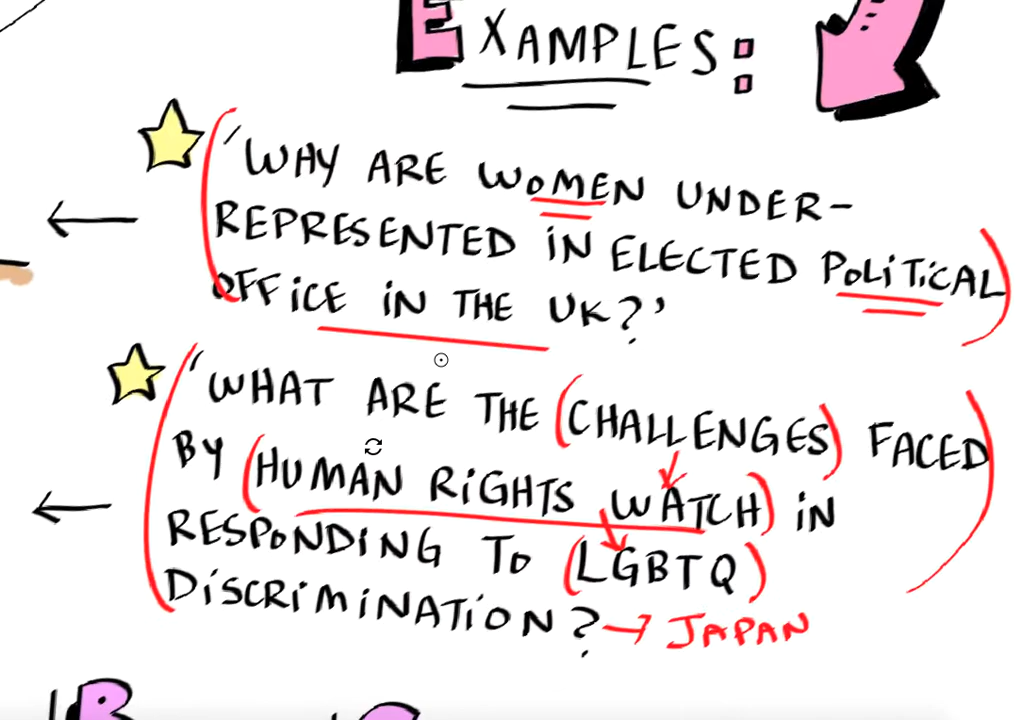 EXAMPLES:
'WHY ARE WOMEN UNDER-
REPRESENTED IN ELECTED POLITICAL
OFFICE IN THE UK?'
'WHAT ARE THE (CHALLENGES) FACED
BY (HUMAN RIGHTS WATCH) IN
RESPONDING TO (LGBTQ)
DISCRIMINATION? → JAPAN